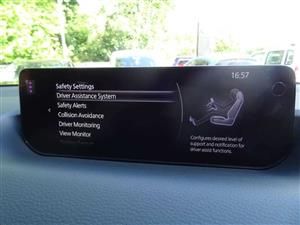 16:57
Safety Settings
Driver Assistance System
Safety Alerts
Collision Avoidance
Driver Monitoring
View Monitor
Configures desired level of
support and notification for
driver assist functions.